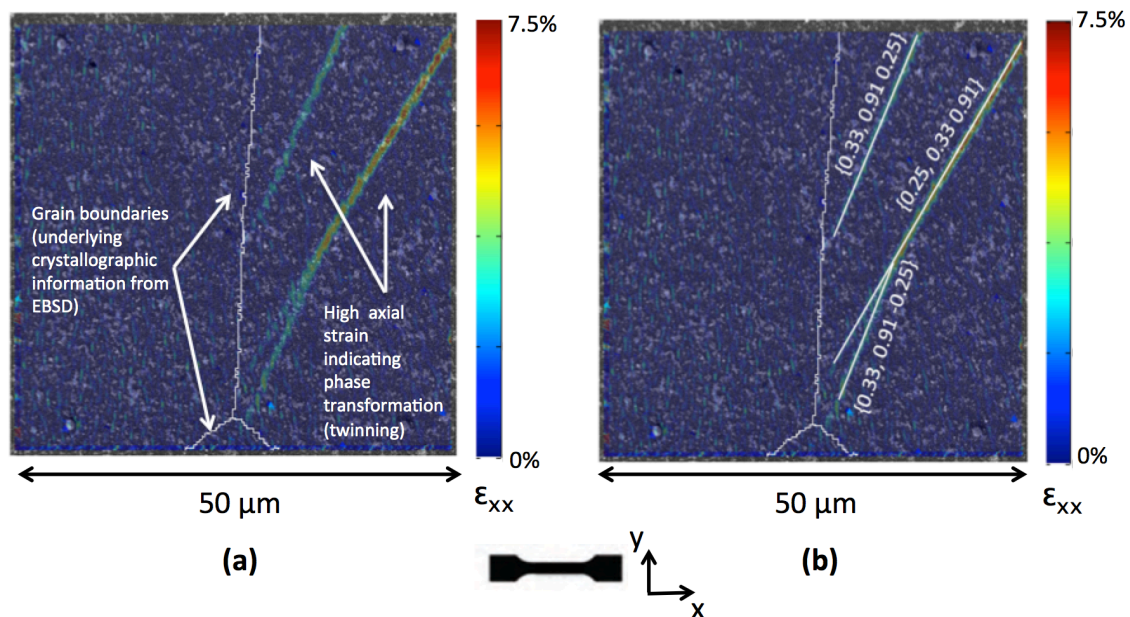 7.5%
Grain boundaries
(underlying
crystallographic
information from
EBSD)
High axial
strain
indicating
phase
transformation
(twinning)
0%
50 µm
εxx
(a)
7.5%
{0.33, 0.91 0.25}
{0.25, 0.33 0.91}
{0.33, 0.91 -0.25}
0%
50 µm
εxx
(b)
y
x